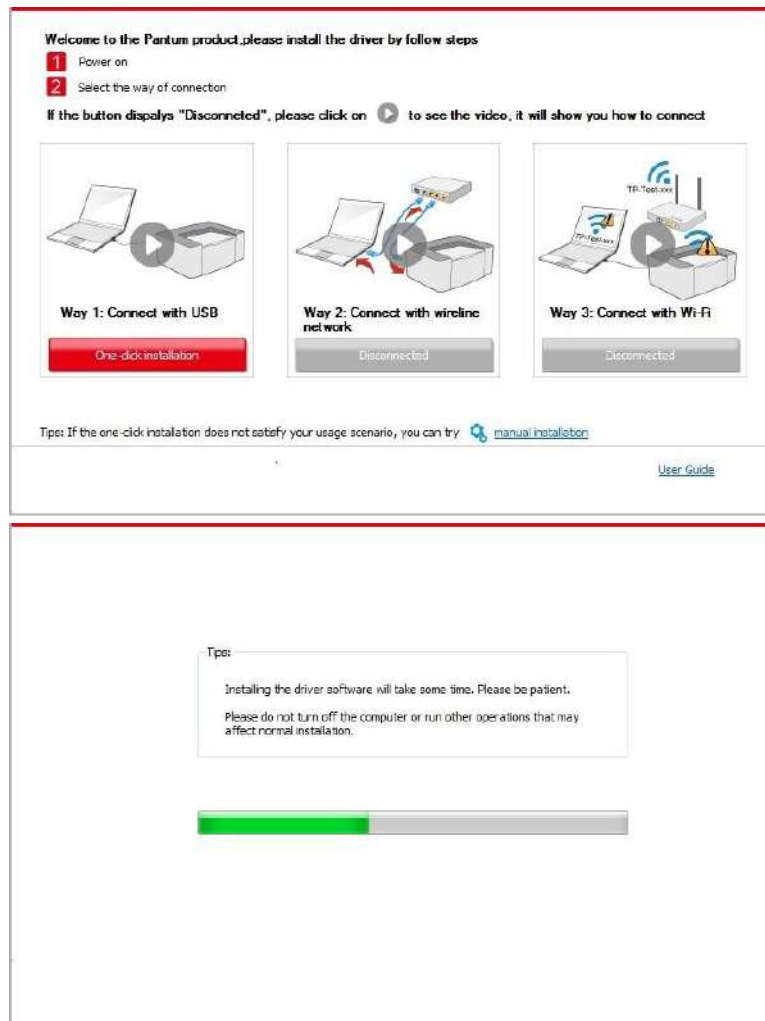 Welcome to the Pantum product,please install the driver by follow steps
1 Power on
2 Select the way of connection
If the button dispalys "Disconneted", please click on to see the video, it will show you how to connect
TP-Test-xxx
TP-Test-xxx
Way 1: Connect with USB
Way 2: Connect with wireline
network
Way 3: Connect with Wi-Fi
One-click installation
Disconnected
Disconnected
Tips: If the one-click installation does not satisfy your usage scenario, you can try manual installation
User Guide
Tips:
Installing the driver software will take some time. Please be patient.
Please do not turn off the computer or run other operations that may
affect normal installation.